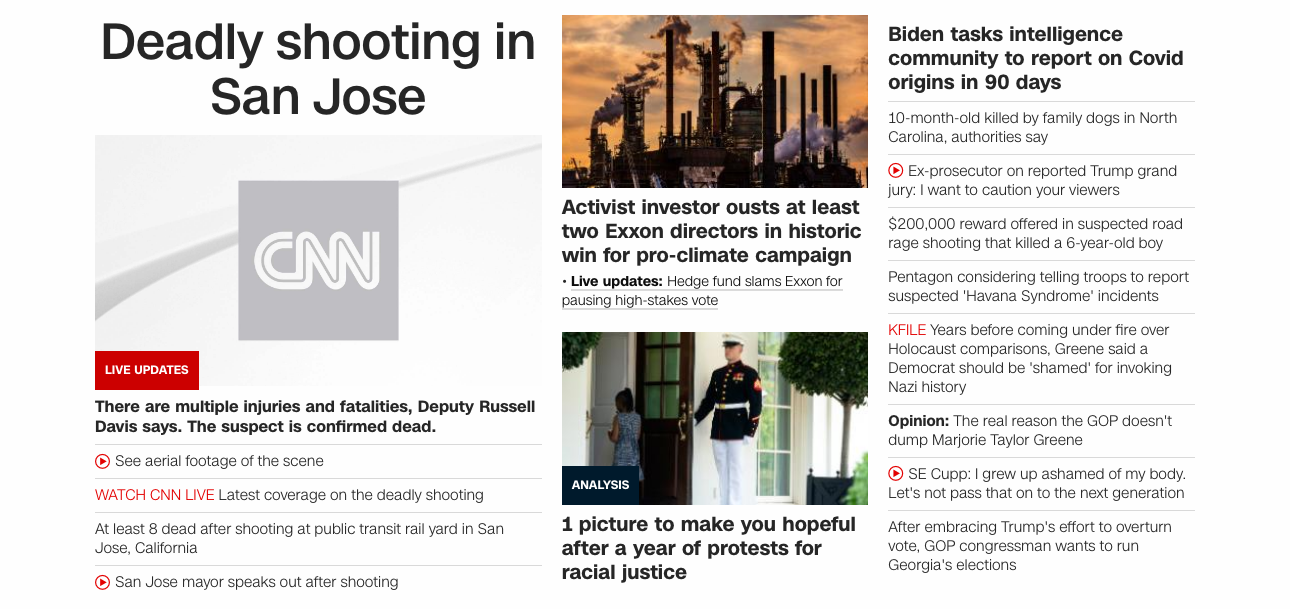 Deadly shooting in
San Jose
CNN
LIVE UPDATES
There are multiple injuries and fatalities, Deputy Russell
Davis says. The suspect is confirmed dead.
See aerial footage of the scene
WATCH CNN LIVE Latest coverage on the deadly shooting
At least 8 dead after shooting at public transit rail yard in San
Jose, California
San Jose mayor speaks out after shooting
Activist investor ousts at least
two Exxon directors in historic
win for pro-climate campaign
• Live updates: Hedge fund slams Exxon for
pausing high-stakes vote
ANALYSIS
1 picture to make you hopeful
after a year of protests for
racial justice
Biden tasks intelligence
community to report on Covid
origins in 90 days
10-month-old killed by family dogs in North
Carolina, authorities say
Ex-prosecutor on reported Trump grand
jury: I want to caution your viewers
$200,000 reward offered in suspected road
rage shooting that killed a 6-year-old boy
Pentagon considering telling troops to report
suspected 'Havana Syndrome' incidents
KFILE Years before coming under fire over
Holocaust comparisons, Greene said a
Democrat should be 'shamed' for invoking
Nazi history
Opinion: The real reason the GOP doesn't
dump Marjorie Taylor Greene
SE Cupp: I grew up ashamed of my body.
Let's not pass that on to the next generation
After embracing Trump's effort to overturn
vote, GOP congressman wants to run
Georgia's elections